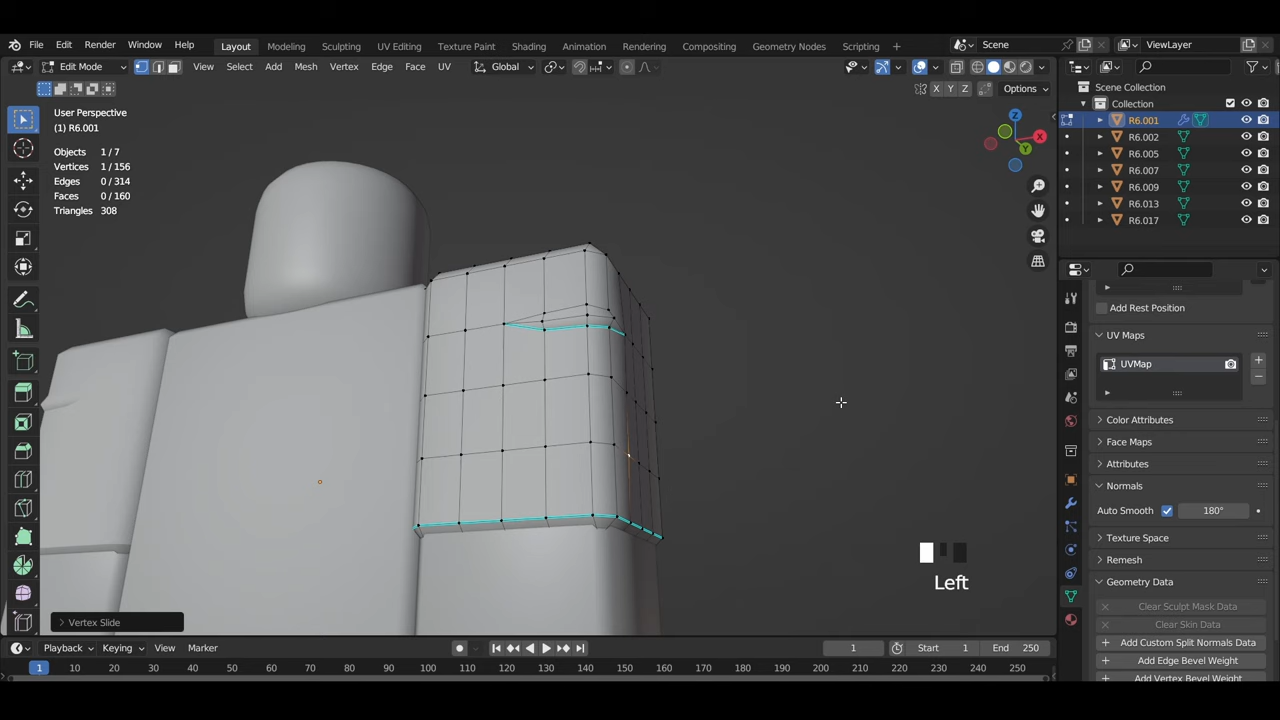 File Edit Render Window Help Layout Modeling Sculpting UV Editing Texture Paint Shading Animation Rendering Compositing Geometry Nodes Scripting + Scene ViewLayer
Edit Mode View Select Add Mesh Vertex Edge Face UV Global
X Y Z Options
Scene Collection
Collection
R6.001
R6.002
R6.005
R6.007
R6.009
R6.013
R6.017
User Perspective
(1) R6.001
Objects 1/7
Vertices 1/156
Edges 0/314
Faces 0/160
Triangles 308
Z
X
Y
Add Rest Position
UV Maps
UVMap
Color Attributes
Face Maps
Attributes
Normals
Auto Smooth 180°
Texture Space
Remesh
Geometry Data
Clear Sculpt Mask Data
Clear Skin Data
Add Custom Split Normals Data
Add Edge Bevel Weight
Add Vertex Bevel Weight
Left
Vertex Slide
Playback Keying View Marker 1 Start 1 End 250
1 10 20 30 40 50 60 70 80 90 100 110 120 130 140 150 160 170 180 190 200 210 220 230 240 250